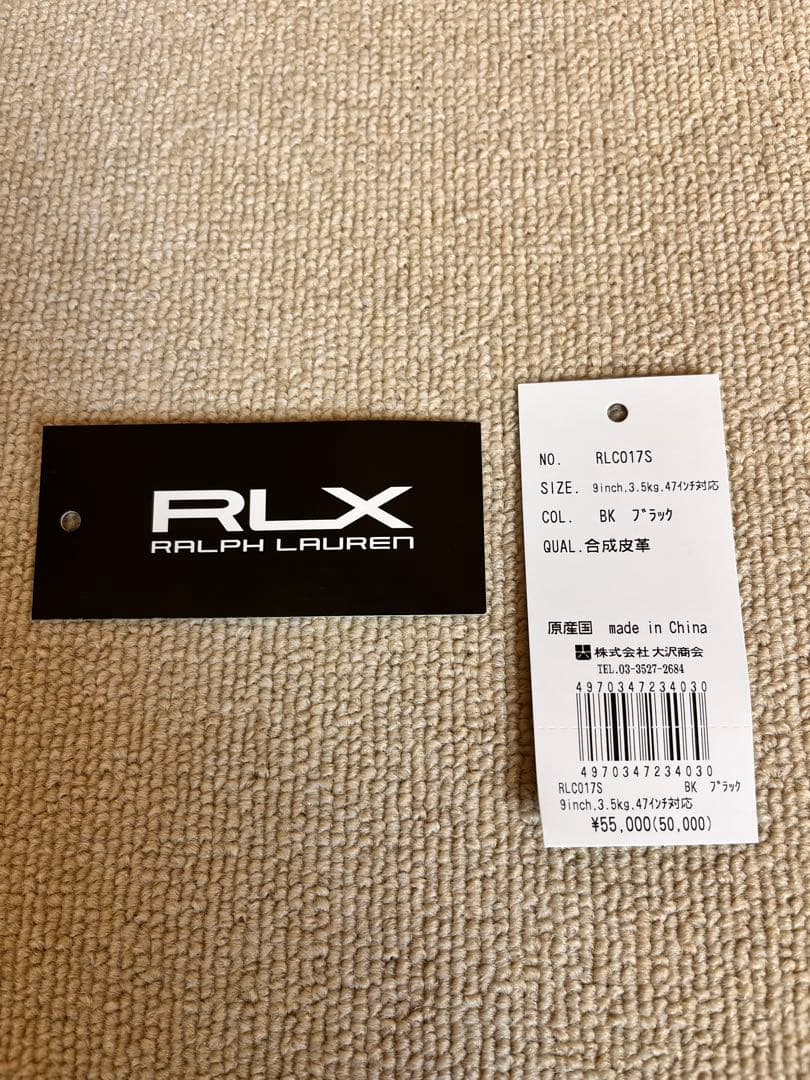 RLX
RALPH LAUREN
NO. RLC017S
SIZE. 9inch.3.5kg.47ｲﾝﾁ対応
COL. BK ﾌﾞﾗｯｸ
QUAL.合成皮革
原産国 made in China
株式会社 大沢商会
TEL.03-3527-2684
4970347234030
4970347234030
RLC017S BK ﾌﾞﾗｯｸ
9inch.3.5kg.47ｲﾝﾁ対応
¥55,000(50,000)